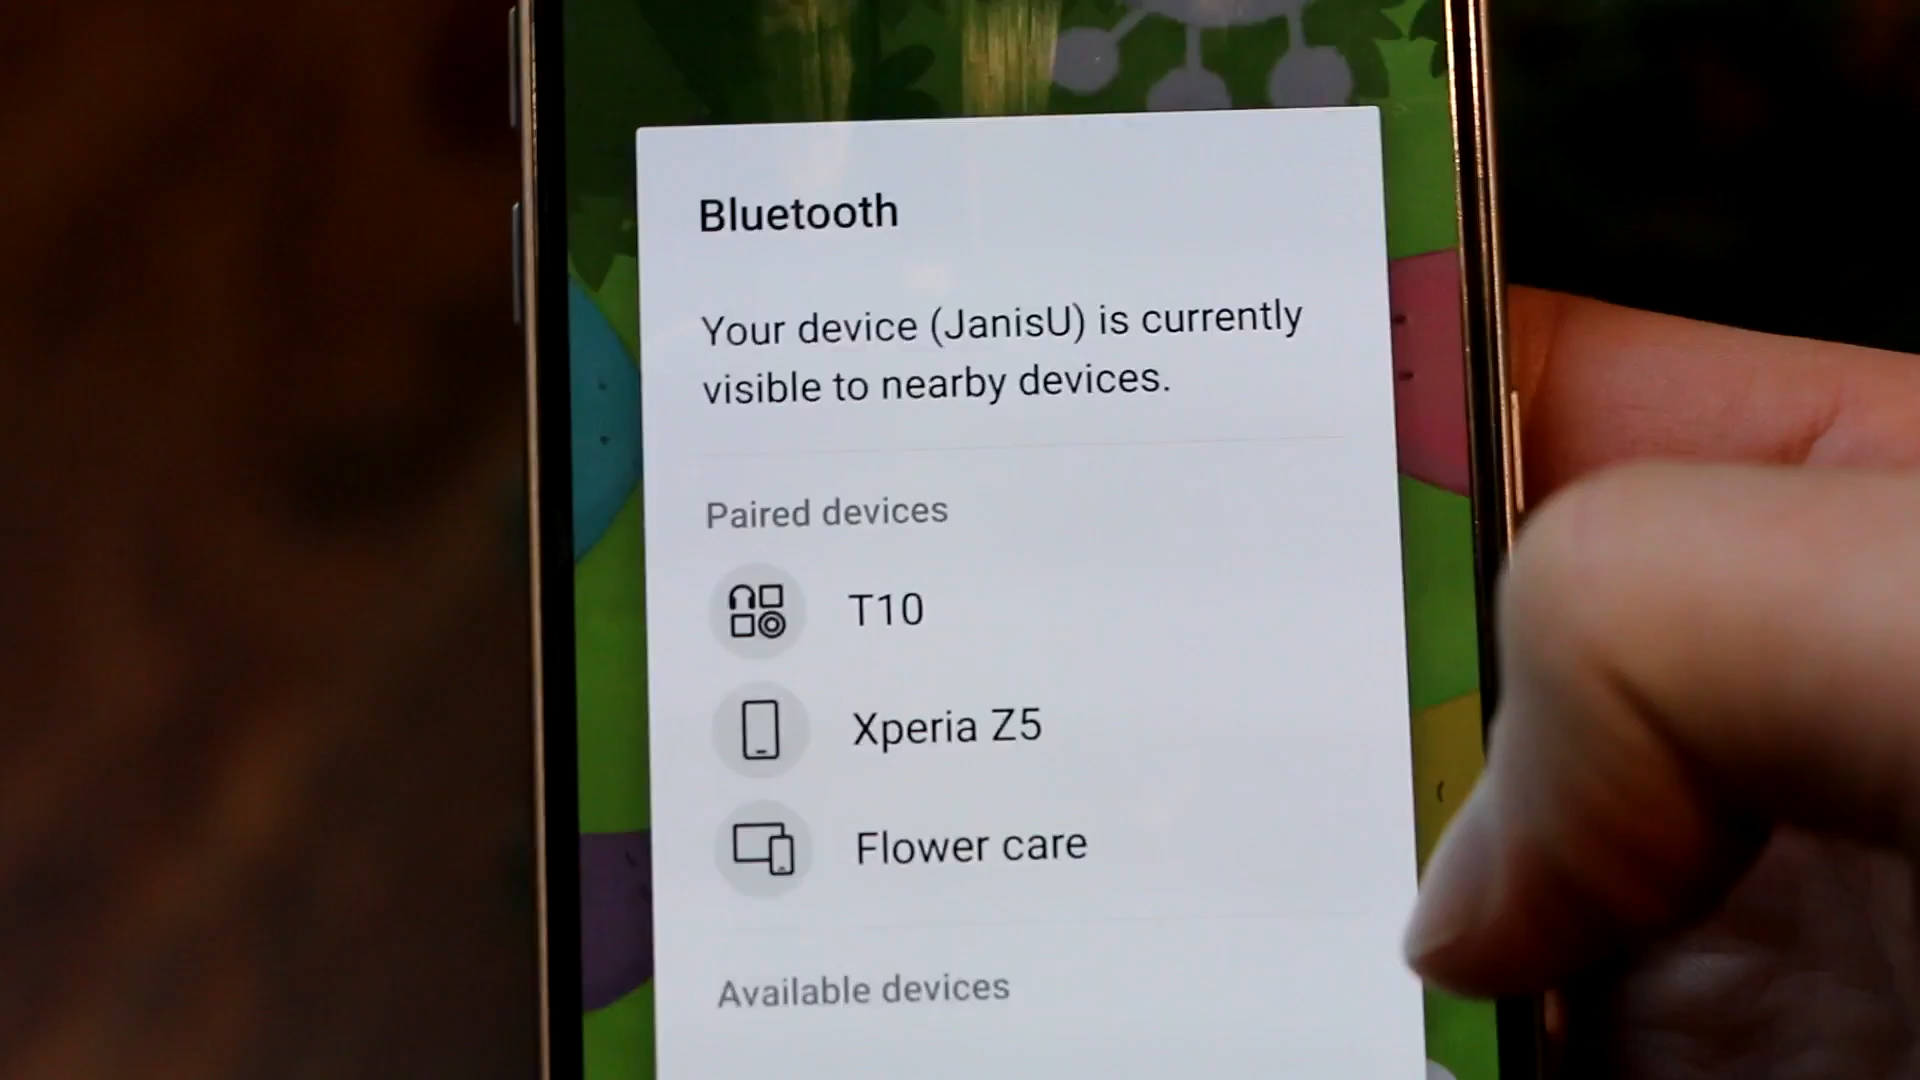 Bluetooth
Your device (JanisU) is currently
visible to nearby devices.
Paired devices
T10
Xperia Z5
Flower care
Available devices